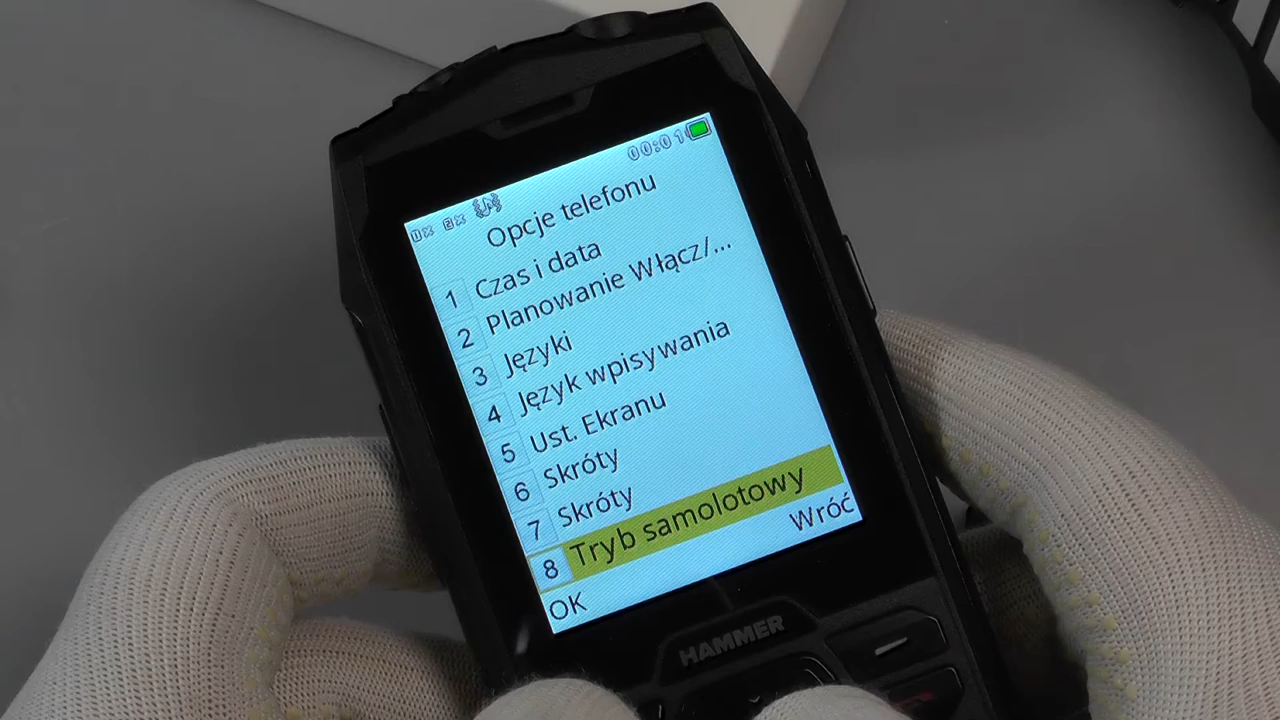 00:01
Opcje telefonu
1 Czas i data
2 Planowanie Włącz/...
3 Języki
4 Język wpisywania
5 Ust. Ekranu
6 Skróty
7 Skróty
8 Tryb samolotowy
OK Wróć
HAMMER